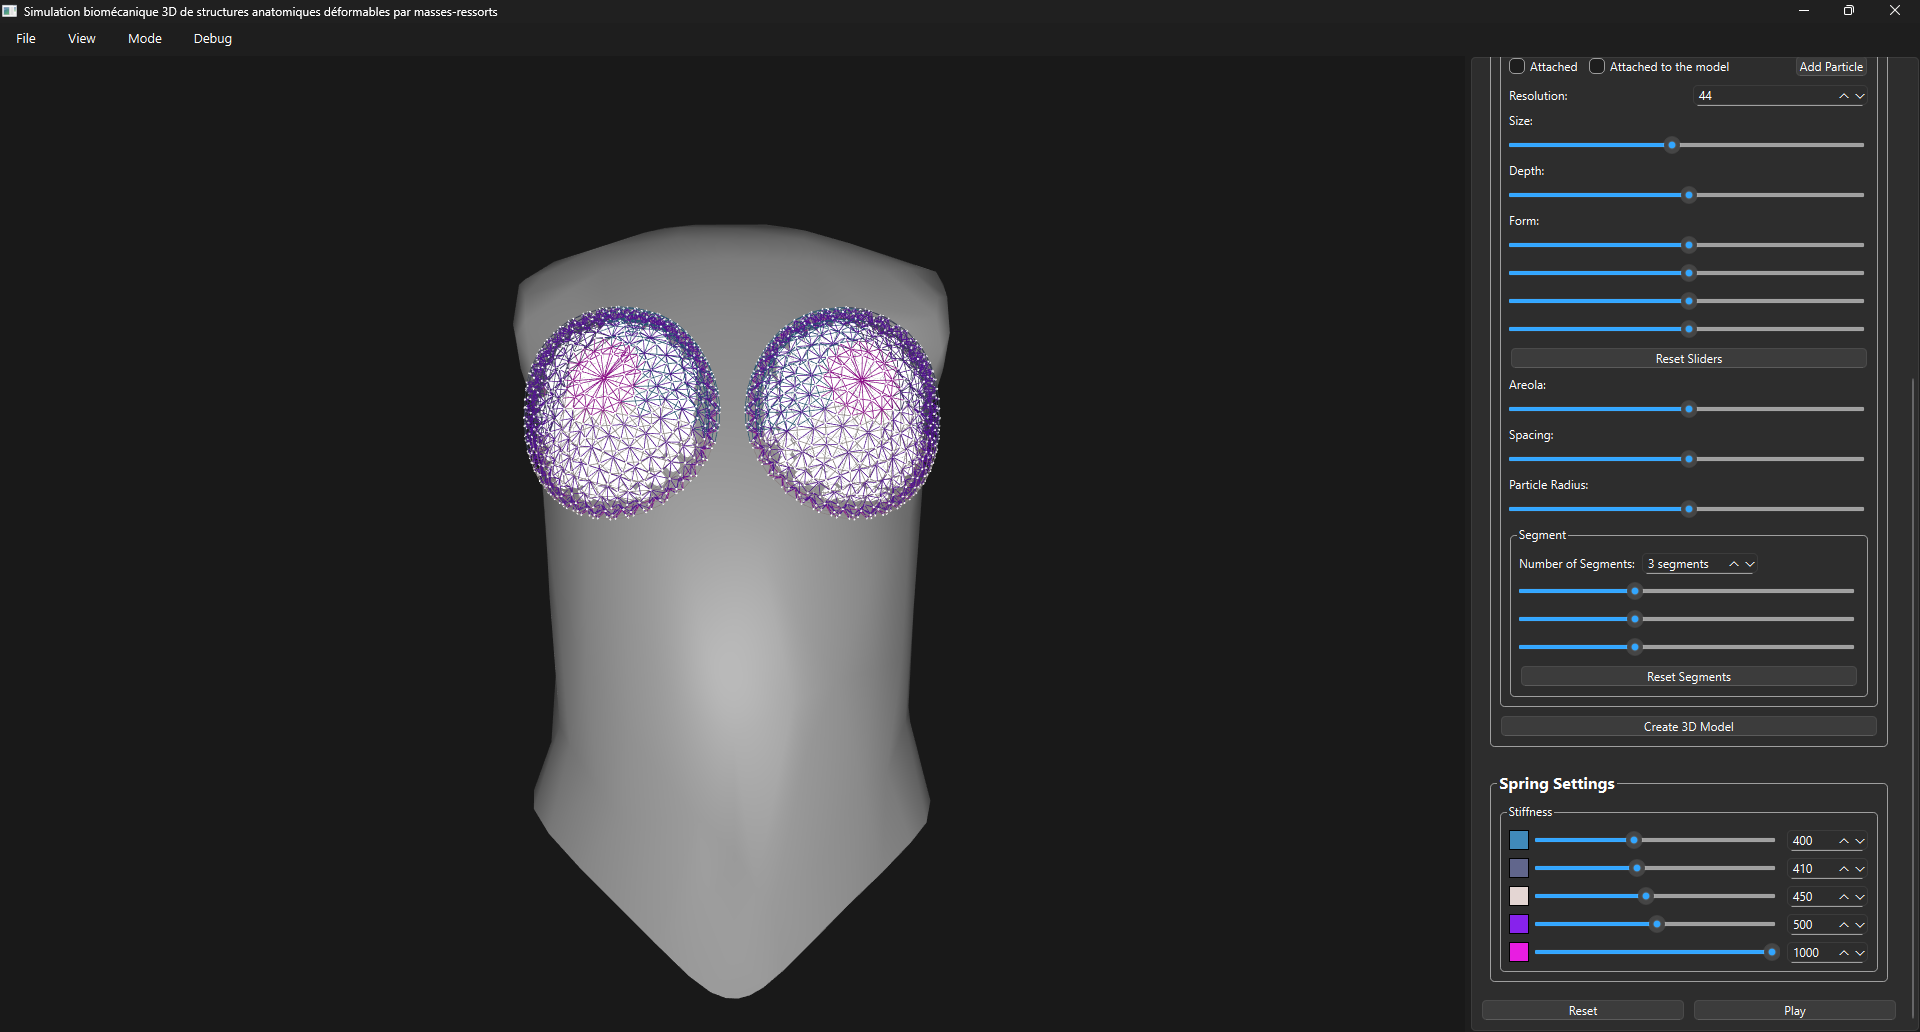 Simulation biomécanique 3D de structures anatomiques déformables par masses-ressorts
File View Mode Debug
Attached Attached to the model Add Particle
Resolution: 44
Size:
Depth:
Form:
Reset Sliders
Areola:
Spacing:
Particle Radius:
Segment
Number of Segments: 3 segments
Reset Segments
Create 3D Model
Spring Settings
Stiffness
400
410
450
500
1000
Reset Play